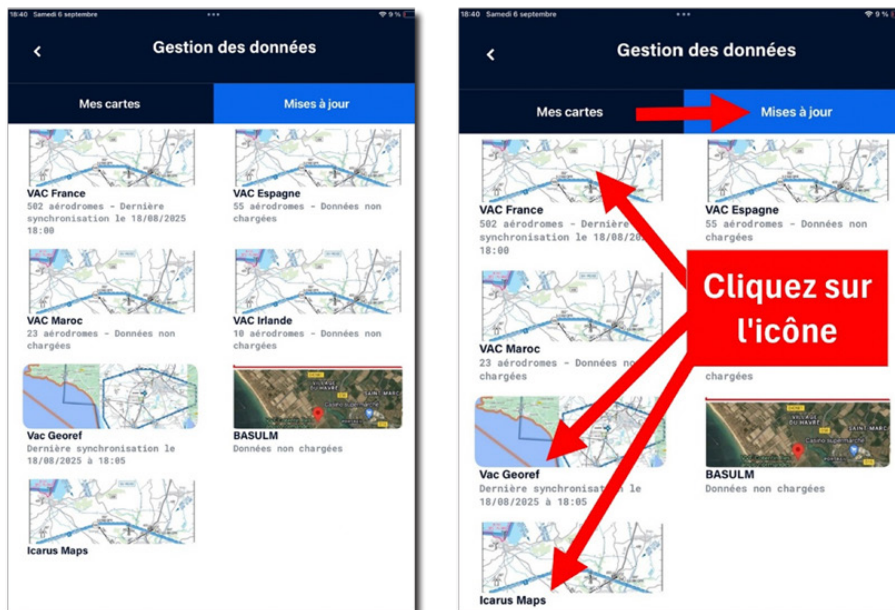 18:40 Samedi 6 septembre
9 %
Gestion des données
Mes cartes
Mises à jour
VAC France
502 aérodromes - Dernière
synchronisation le 18/08/2025
18:00
VAC Espagne
55 aérodromes - Données non
chargées
VAC Maroc
23 aérodromes - Données non
chargées
VAC Irlande
10 aérodromes - Données non
chargées
Vac Georef
Dernière synchronisation le
18/08/2025 à 18:05
BASULM
Données non chargées
Icarus Maps
18:40 Samedi 6 septembre
9 %
Gestion des données
Mes cartes
Mises à jour
VAC France
502 aérodromes - Dernière
synchronisation le 18/08/20
18:00
VAC Espagne
55 aérodromes - Données non
chargées
Cliquez sur
l'icône
VAC Maroc
23 aérodromes - Données non
chargées
chargées
Vac Georef
Dernière synchronisation le
18/08/2025 à 18:05
BASULM
Données non chargées
Icarus Maps